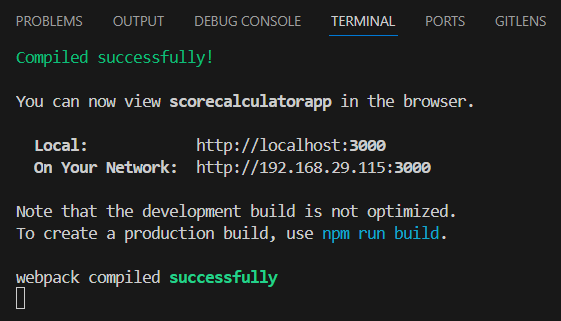 PROBLEMS OUTPUT DEBUG CONSOLE TERMINAL PORTS GITLENS
Compiled successfully!
You can now view scorecalculatorapp in the browser.
Local: http://localhost:3000
On Your Network: http://192.168.29.115:3000
Note that the development build is not optimized.
To create a production build, use npm run build.
webpack compiled successfully